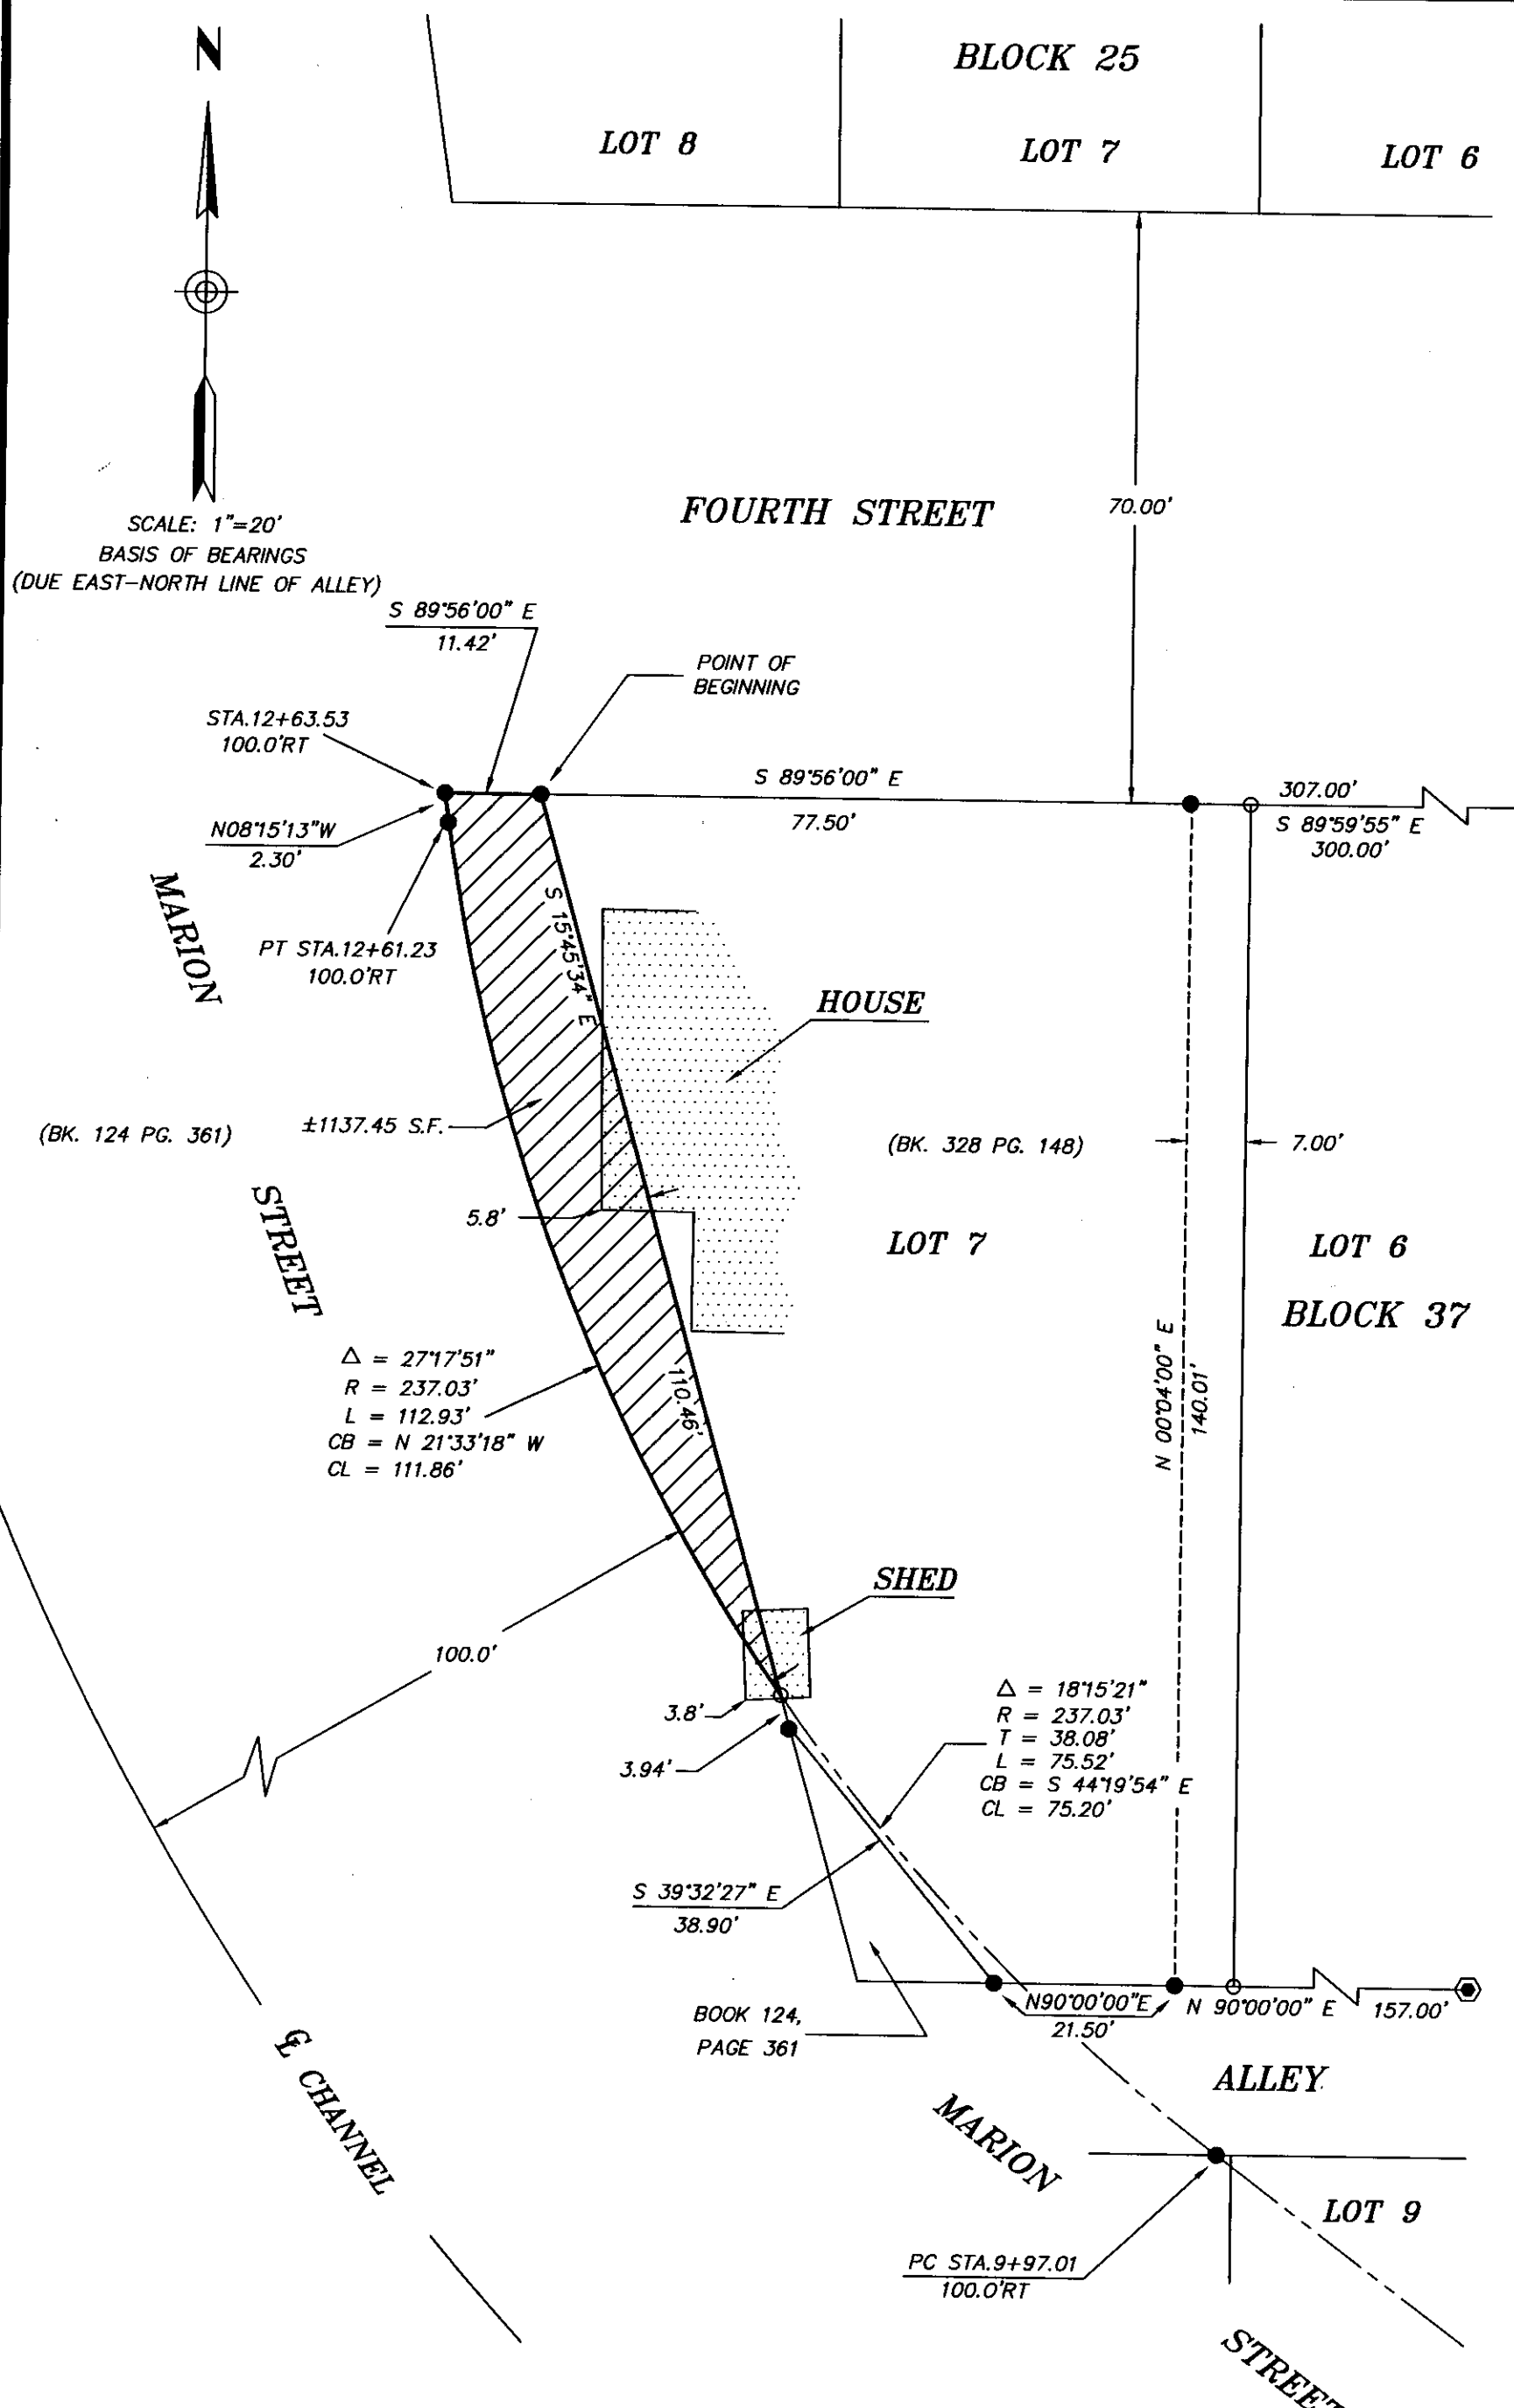 N
BLOCK 25
LOT 8
LOT 7
LOT 6
SCALE: 1"=20'
BASIS OF BEARINGS
(DUE EAST-NORTH LINE OF ALLEY)
FOURTH STREET
70.00'
S 89°56'00" E
11.42'
POINT OF
BEGINNING
STA.12+63.53
100.0'RT
S 89°56'00" E
77.50'
307.00'
S 89°59'55" E
300.00'
N08°15'13"W
2.30'
MARION
PT STA.12+61.23
100.0'RT
S 15°45'34" E
HOUSE
(BK. 124 PG. 361)
±1137.45 S.F.
(BK. 328 PG. 148)
7.00'
STREET
5.8'
LOT 7
LOT 6
BLOCK 37
Δ = 27°17'51"
R = 237.03'
L = 112.93'
CB = N 21°33'18" W
CL = 111.86'
110.46'
N 00°04'00" E
140.01'
SHED
100.0'
3.8'
3.94'
Δ = 18°15'21"
R = 237.03'
T = 38.08'
L = 75.52'
CB = S 44°19'54" E
CL = 75.20'
S 39°32'27" E
38.90'
BOOK 124,
PAGE 361
N90°00'00"E
21.50'
N 90°00'00" E
157.00'
℄ CHANNEL
ALLEY
MARION
LOT 9
PC STA.9+97.01
100.0'RT
STREET